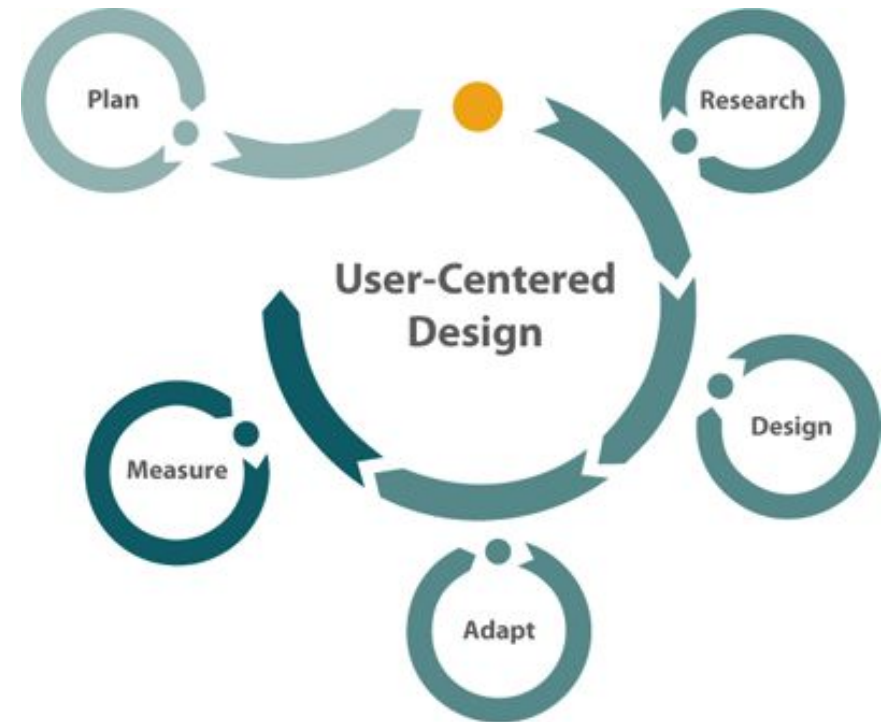 Plan
Research
User-Centered
Design
Design
Measure
Adapt